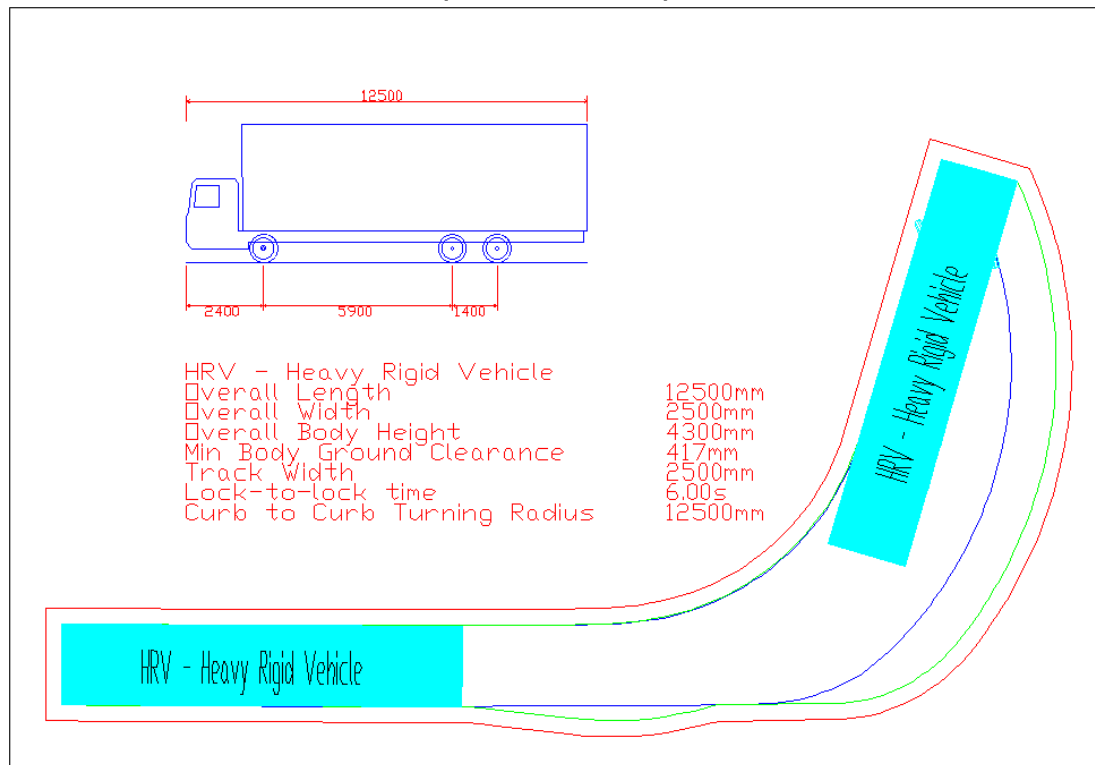 12500
2400 5900 1400
HRV - Heavy Rigid Vehicle
Overall Length 12500mm
Overall Width 2500mm
Overall Body Height 4300mm
Min Body Ground Clearance 417mm
Track Width 2500mm
Lock-to-lock time 6.00s
Curb to Curb Turning Radius 12500mm
HRV - Heavy Rigid Vehicle
HRV - Heavy Rigid Vehicle